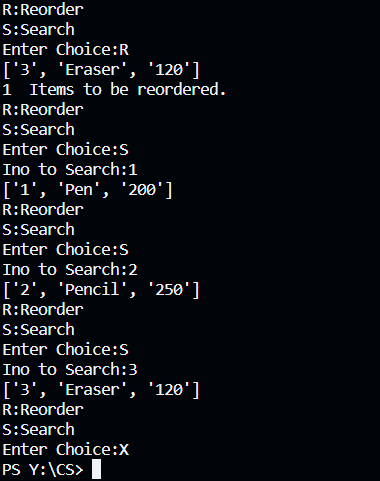 R:Reorder
S:Search
Enter Choice:R
['3', 'Eraser', '120']
1  Items to be reordered.
R:Reorder
S:Search
Enter Choice:S
Ino to Search:1
['1', 'Pen', '200']
R:Reorder
S:Search
Enter Choice:S
Ino to Search:2
['2', 'Pencil', '250']
R:Reorder
S:Search
Enter Choice:S
Ino to Search:3
['3', 'Eraser', '120']
R:Reorder
S:Search
Enter Choice:X
PS Y:\CS>